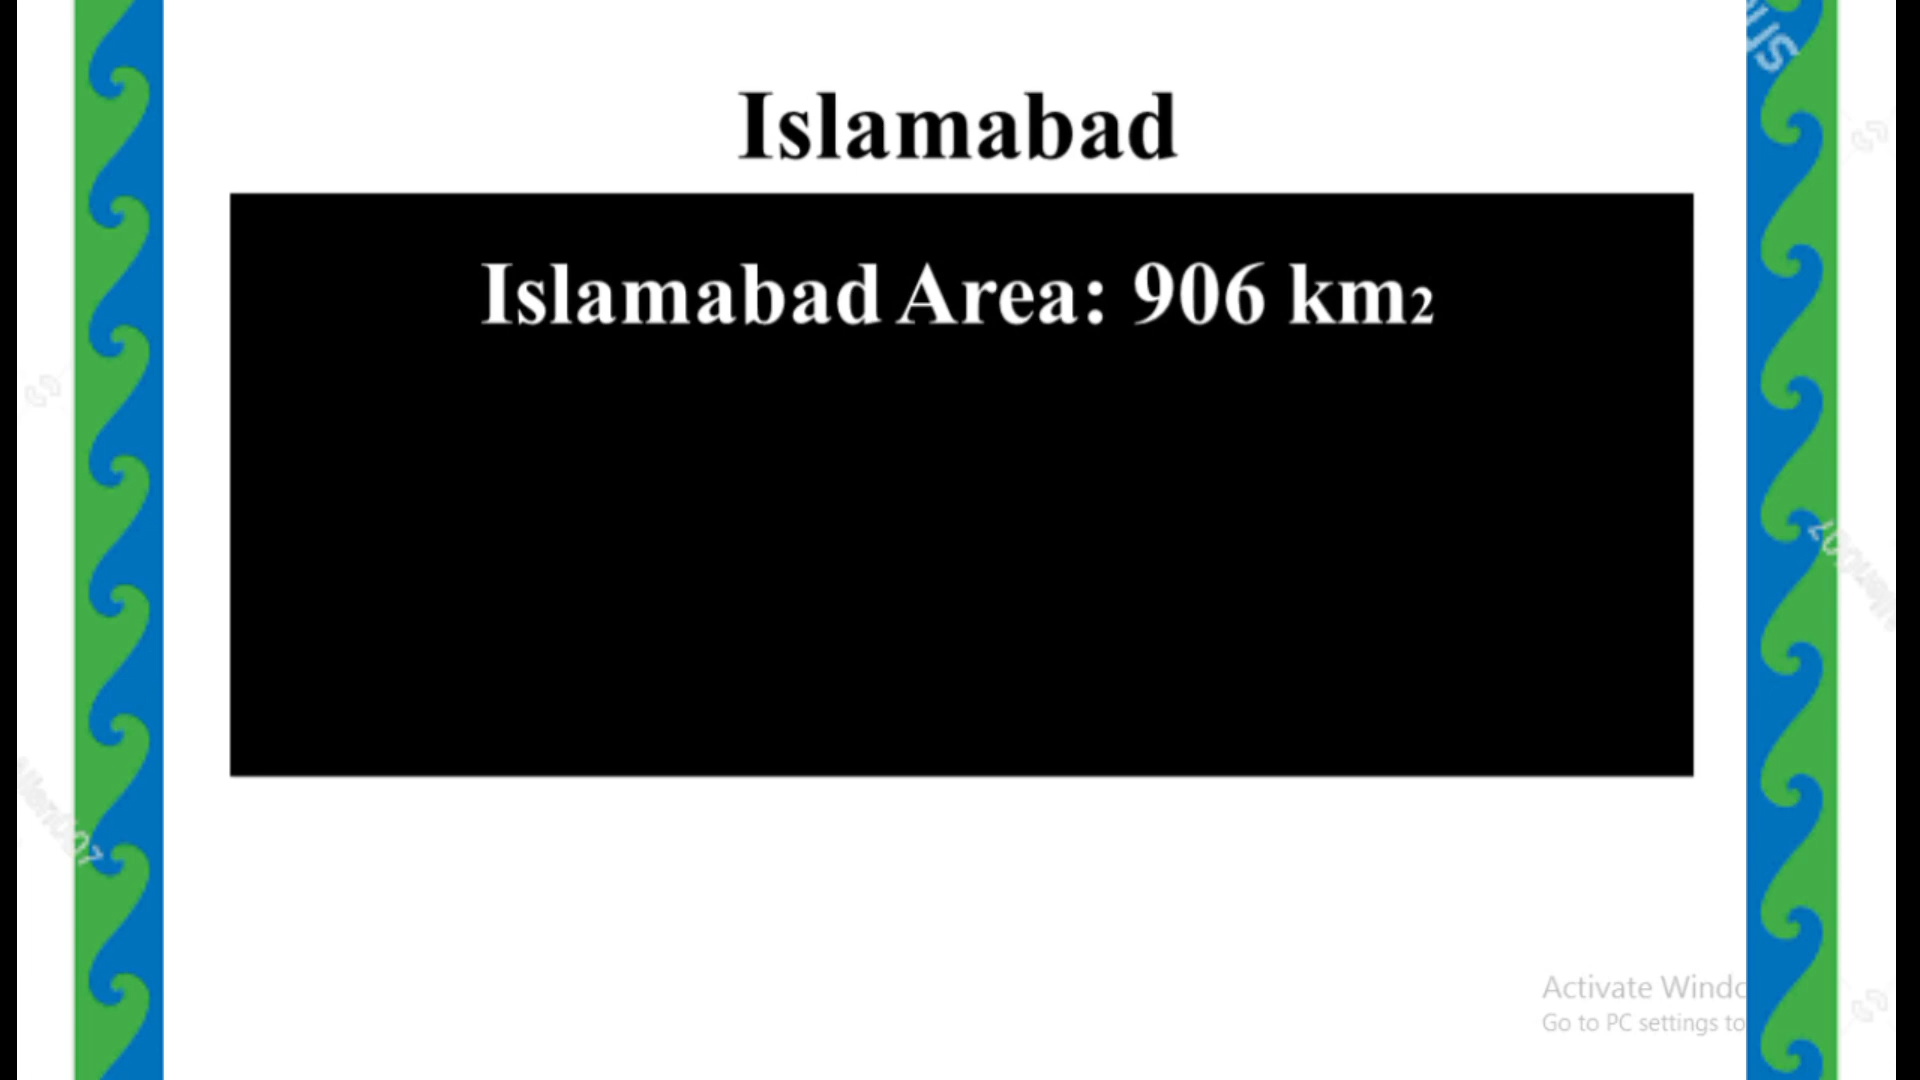 Islamabad
Islamabad Area: 906 km2
Activate Windo
Go to PC settings to